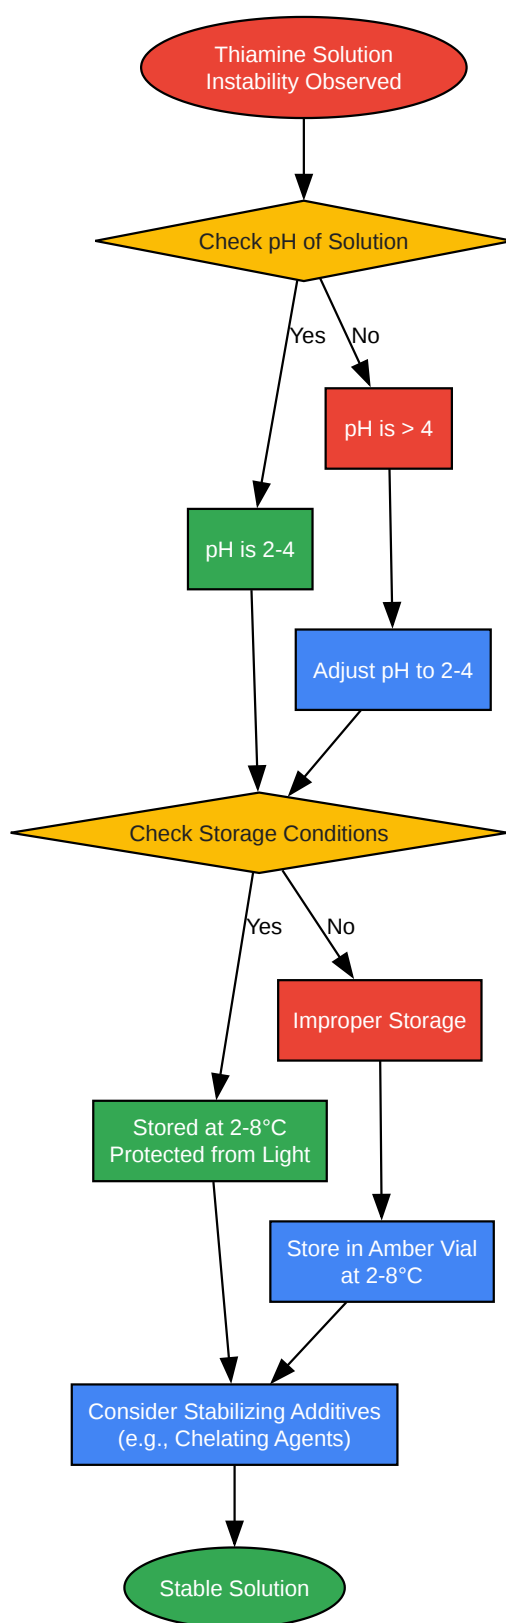 Thiamine Solution
Instability Observed
Check pH of Solution
Yes
No
pH is > 4
pH is 2-4
Adjust pH to 2-4
Check Storage Conditions
Yes
No
Improper Storage
Stored at 2-8°C
Protected from Light
Store in Amber Vial
at 2-8°C
Consider Stabilizing Additives
(e.g., Chelating Agents)
Stable Solution